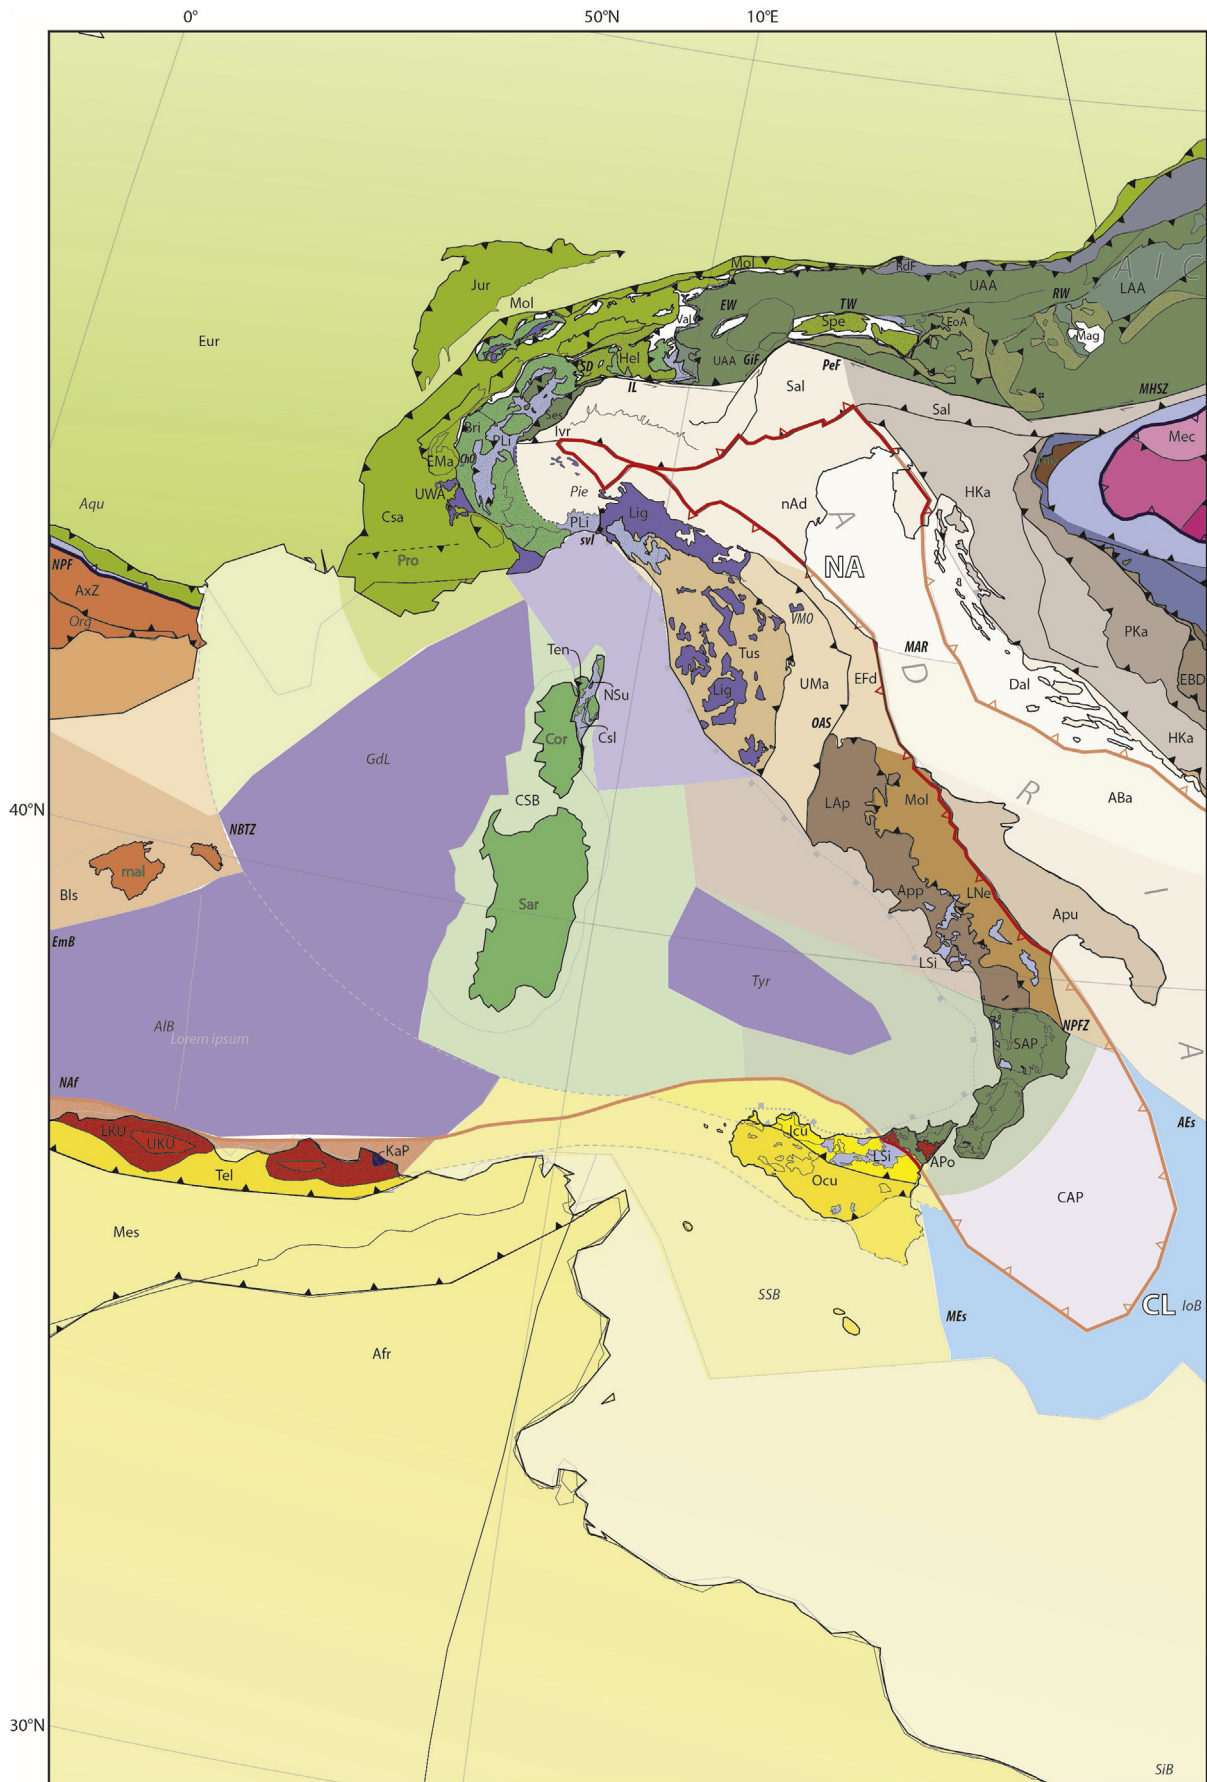 0°
50°N
10°E
Mol
RdF
UAA
A I C
LAA
Jur
Mol
EW
TW
RW
Val
Spe
LEoA
Mag
Eur
SD
Hel
UAA
GiF
PeF
MHSZ
IL
Sal
Sal
Ses
Bri
Ivr
Mec
PLi
EMa
ChO
UWA
Pie
nAd
HKa
Aqu
Csa
PLi
Lig
A
svl
NA
NPF
Pro
AxZ
Org
VMO
PKa
Ten
Tus
MAR
D
EBD
NSu
Lig
UMa
EFd
Dal
Cor
Csl
OAS
HKa
GdL
CSB
LAp
Mol
R
ABa
40°N
NBTZ
mal
Bls
App
LNe
I
Sar
Apu
EmB
LSi
Tyr
AlB
Lorem ipsum
NPFZ
SAP
A
NAf
AEs
LKU
UKU
Icu
KaP
LSi
APo
Tel
Ocu
CAP
Mes
SSB
CL
IoB
MEs
Afr
30°N
SiB